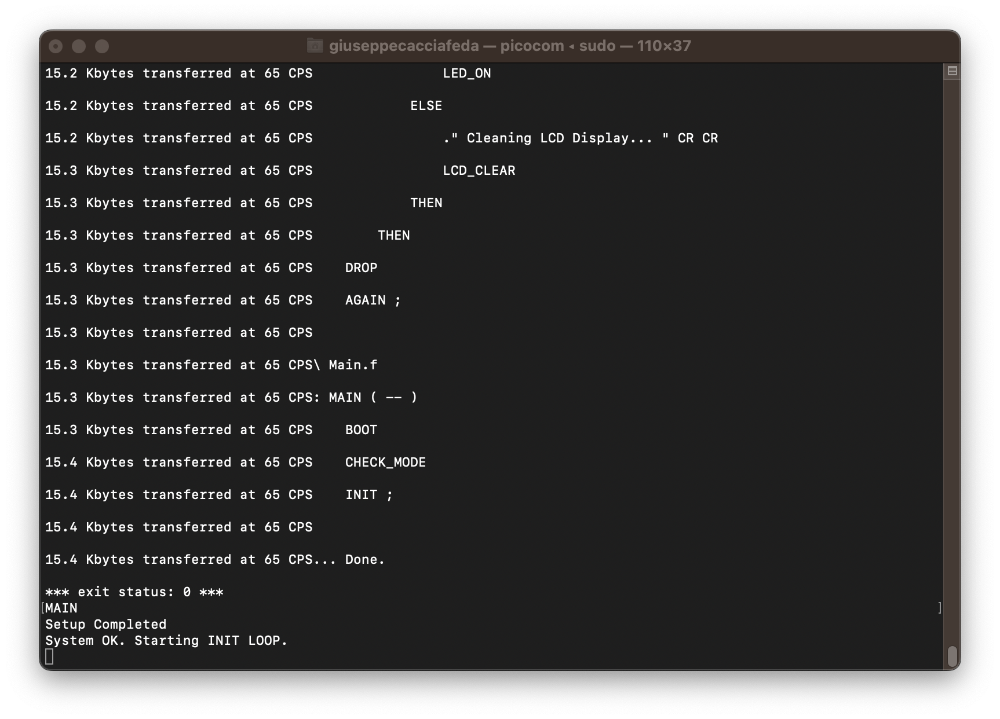 giuseppecacciafeda — picocom ◂ sudo — 110×37
15.2 Kbytes transferred at 65 CPS                LED_ON
15.2 Kbytes transferred at 65 CPS            ELSE
15.2 Kbytes transferred at 65 CPS                ." Cleaning LCD Display... " CR CR
15.3 Kbytes transferred at 65 CPS                LCD_CLEAR
15.3 Kbytes transferred at 65 CPS            THEN
15.3 Kbytes transferred at 65 CPS        THEN
15.3 Kbytes transferred at 65 CPS    DROP
15.3 Kbytes transferred at 65 CPS    AGAIN ;
15.3 Kbytes transferred at 65 CPS
15.3 Kbytes transferred at 65 CPS\ Main.f
15.3 Kbytes transferred at 65 CPS: MAIN ( -- )
15.3 Kbytes transferred at 65 CPS    BOOT
15.4 Kbytes transferred at 65 CPS    CHECK_MODE
15.4 Kbytes transferred at 65 CPS    INIT ;
15.4 Kbytes transferred at 65 CPS
15.4 Kbytes transferred at 65 CPS... Done.
*** exit status: 0 ***
[MAIN ]
Setup Completed
System OK. Starting INIT LOOP.